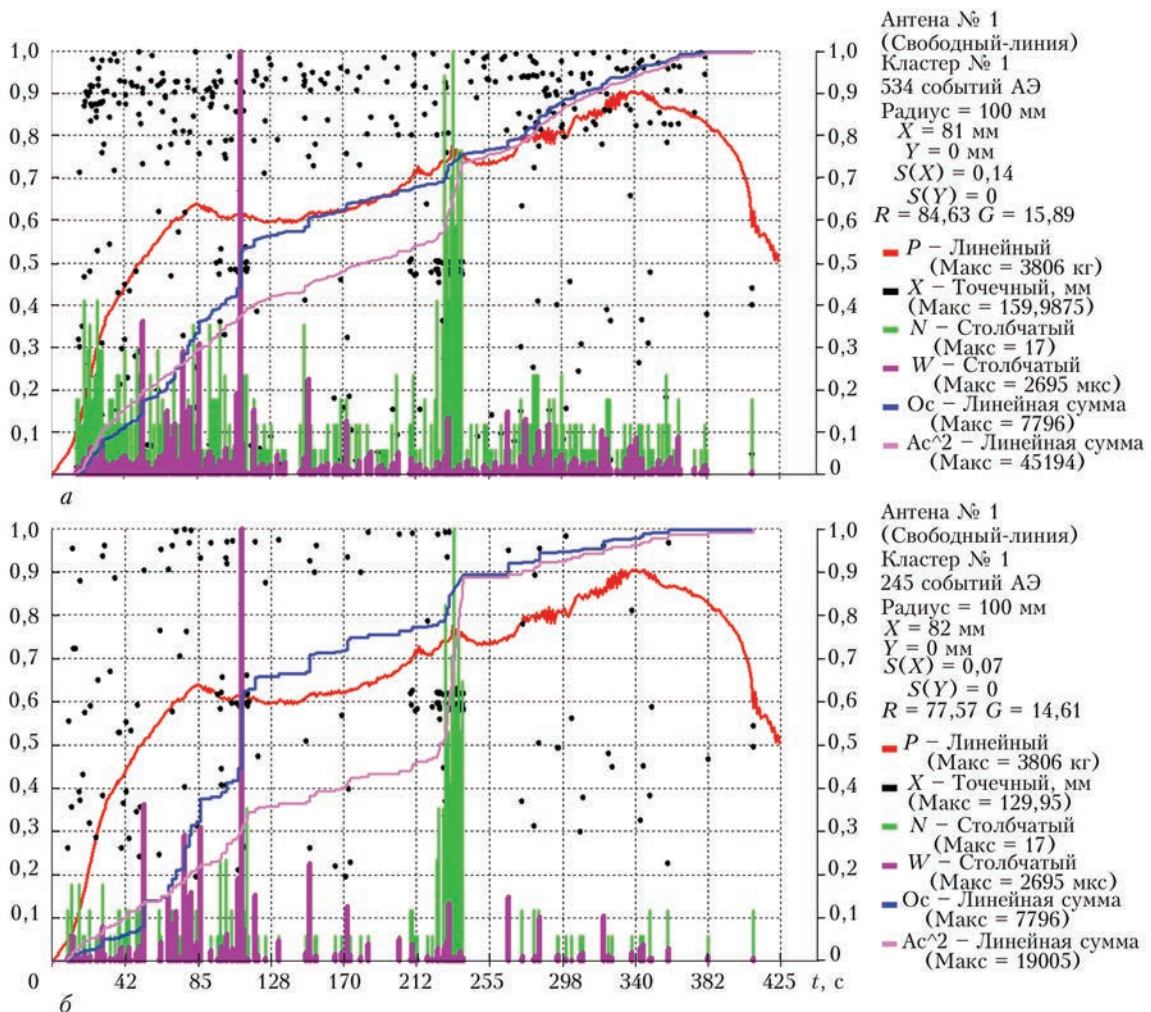 Антена № 1
(Свободный-линия)
Кластер № 1
534 событий АЭ
Радиус = 100 мм
X = 81 мм
Y = 0 мм
S(X) = 0,14
S(Y) = 0
R = 84,63 G = 15,89
P – Линейный
(Макс = 3806 кг)
X – Точечный, мм
(Макс = 159,9875)
N – Столбчатый
(Макс = 17)
W – Столбчатый
(Макс = 2695 мкс)
Ос – Линейная сумма
(Макс = 7796)
Ас^2 – Линейная сумма
(Макс = 45194)
1,0 1,0
0,9 0,9
0,8 0,8
0,7 0,7
0,6 0,6
0,5 0,5
0,4 0,4
0,3 0,3
0,2 0,2
0,1 0,1
0
а
Антена № 1
(Свободный-линия)
Кластер № 1
245 событий АЭ
Радиус = 100 мм
X = 82 мм
Y = 0 мм
S(X) = 0,07
S(Y) = 0
R = 77,57 G = 14,61
P – Линейный
(Макс = 3806 кг)
X – Точечный, мм
(Макс = 129,95)
N – Столбчатый
(Макс = 17)
W – Столбчатый
(Макс = 2695 мкс)
Ос – Линейная сумма
(Макс = 7796)
Ас^2 – Линейная сумма
(Макс = 19005)
1,0 1,0
0,9 0,9
0,8 0,8
0,7 0,7
0,6 0,6
0,5 0,5
0,4 0,4
0,3 0,3
0,2 0,2
0,1 0,1
0
0 42 85 128 170 212 255 298 340 382 425 t, с
б